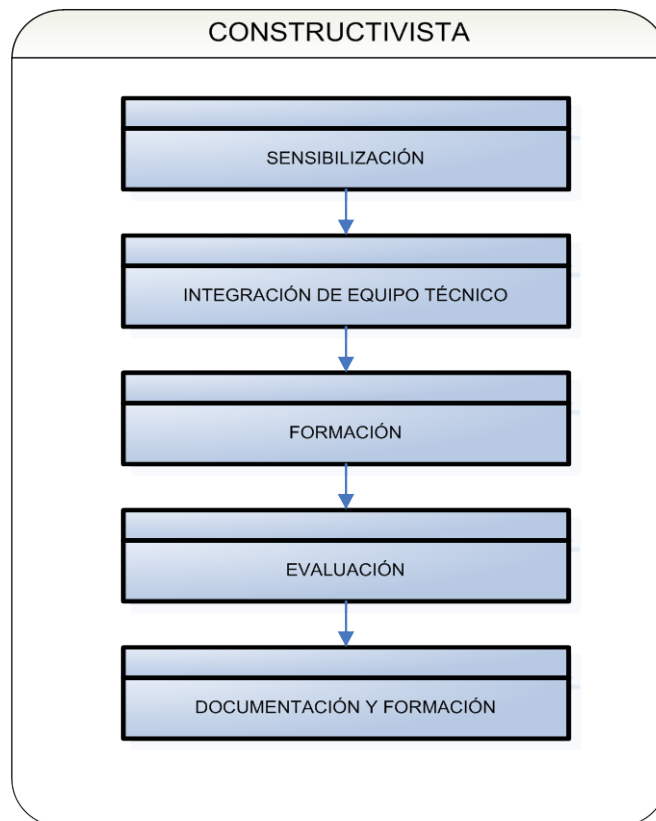 CONSTRUCTIVISTA
SENSIBILIZACIÓN
INTEGRACIÓN DE EQUIPO TÉCNICO
FORMACIÓN
EVALUACIÓN
DOCUMENTACIÓN Y FORMACIÓN